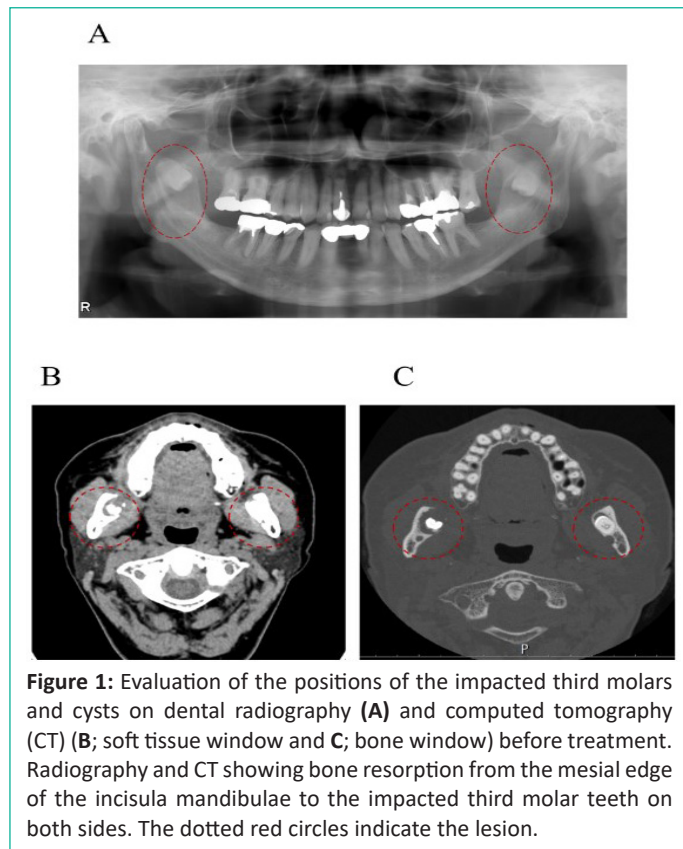 A
R
B
C
P
Figure 1: Evaluation of the positions of the impacted third molars
and cysts on dental radiography (A) and computed tomography
(CT) (B; soft tissue window and C; bone window) before treatment.
Radiography and CT showing bone resorption from the mesial edge
of the incisula mandibulae to the impacted third molar teeth on
both sides. The dotted red circles indicate the lesion.